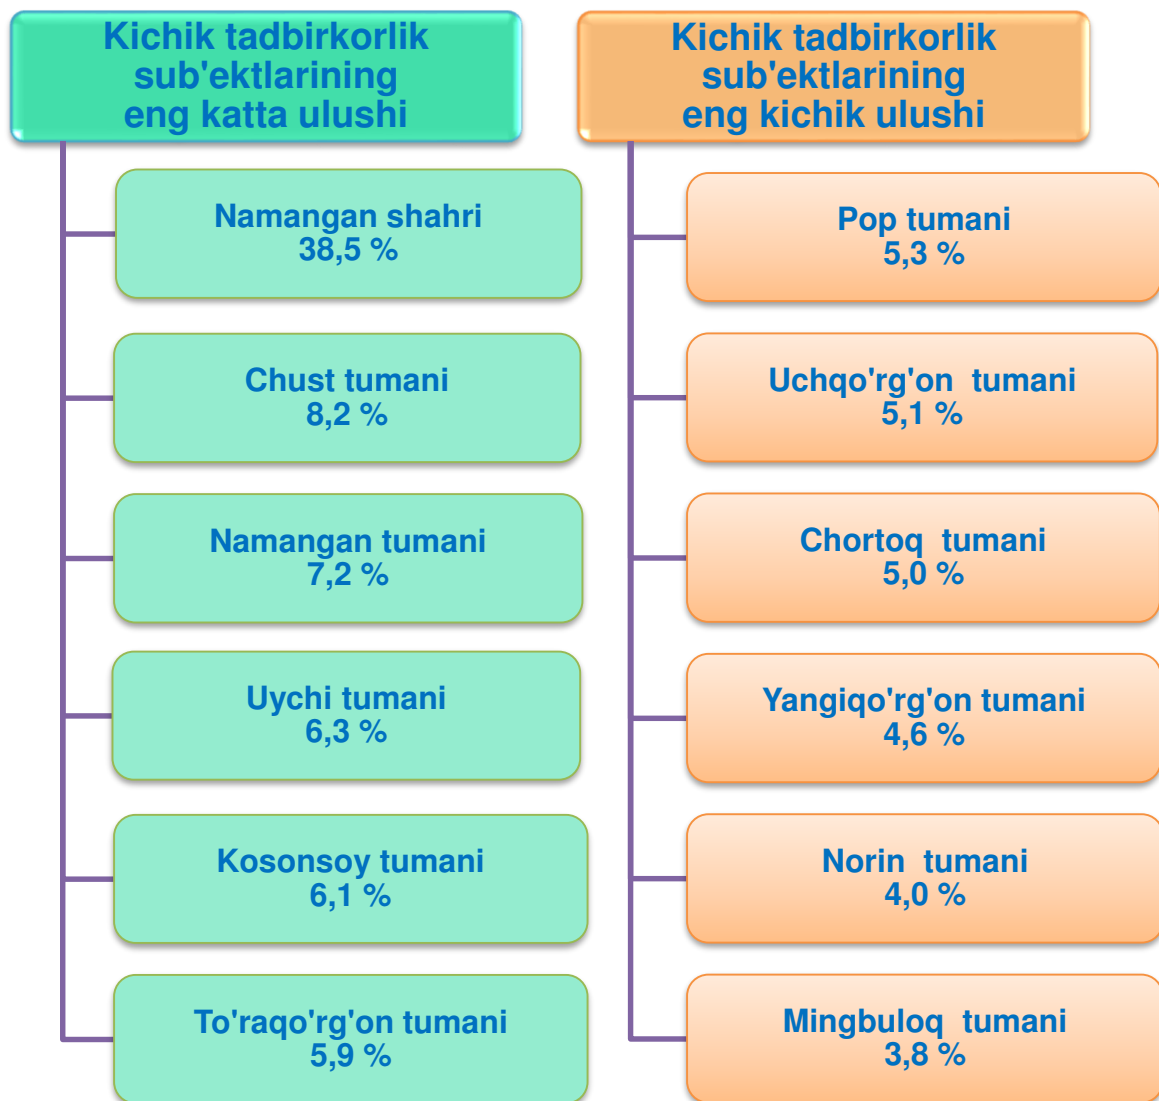 Kichik tadbirkorlik
sub'ektlarining
eng katta ulushi
Namangan shahri
38,5 %
Chust tumani
8,2 %
Namangan tumani
7,2 %
Uychi tumani
6,3 %
Kosonsoy tumani
6,1 %
To'raqo'rg'on tumani
5,9 %
Kichik tadbirkorlik
sub'ektlarining
eng kichik ulushi
Pop tumani
5,3 %
Uchqo'rg'on tumani
5,1 %
Chortoq tumani
5,0 %
Yangiqo'rg'on tumani
4,6 %
Norin tumani
4,0 %
Mingbuloq tumani
3,8 %